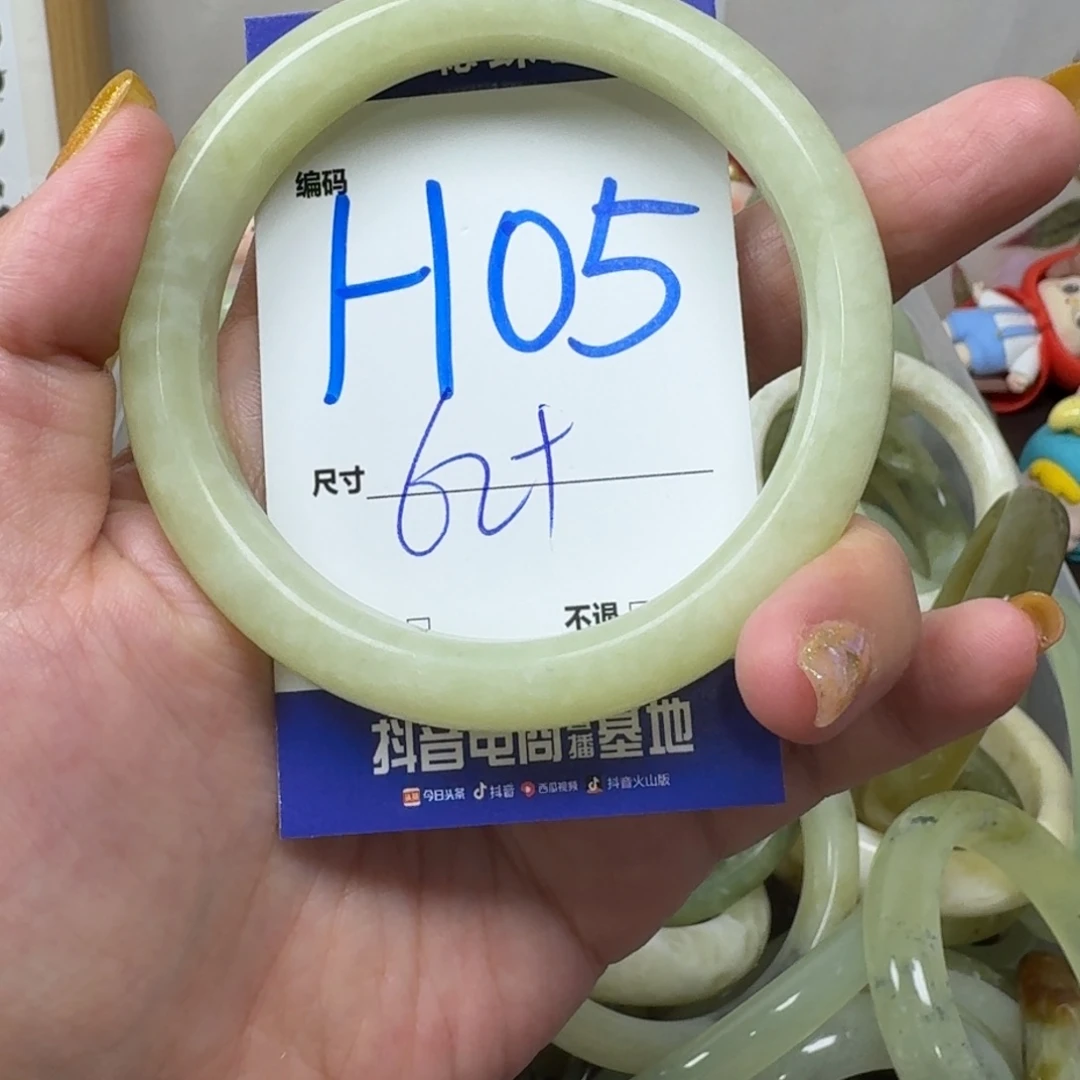 编码
H05
尺寸 62+
不退
抖音电商直播基地
今日头条 抖音 西瓜视频 抖音火山版